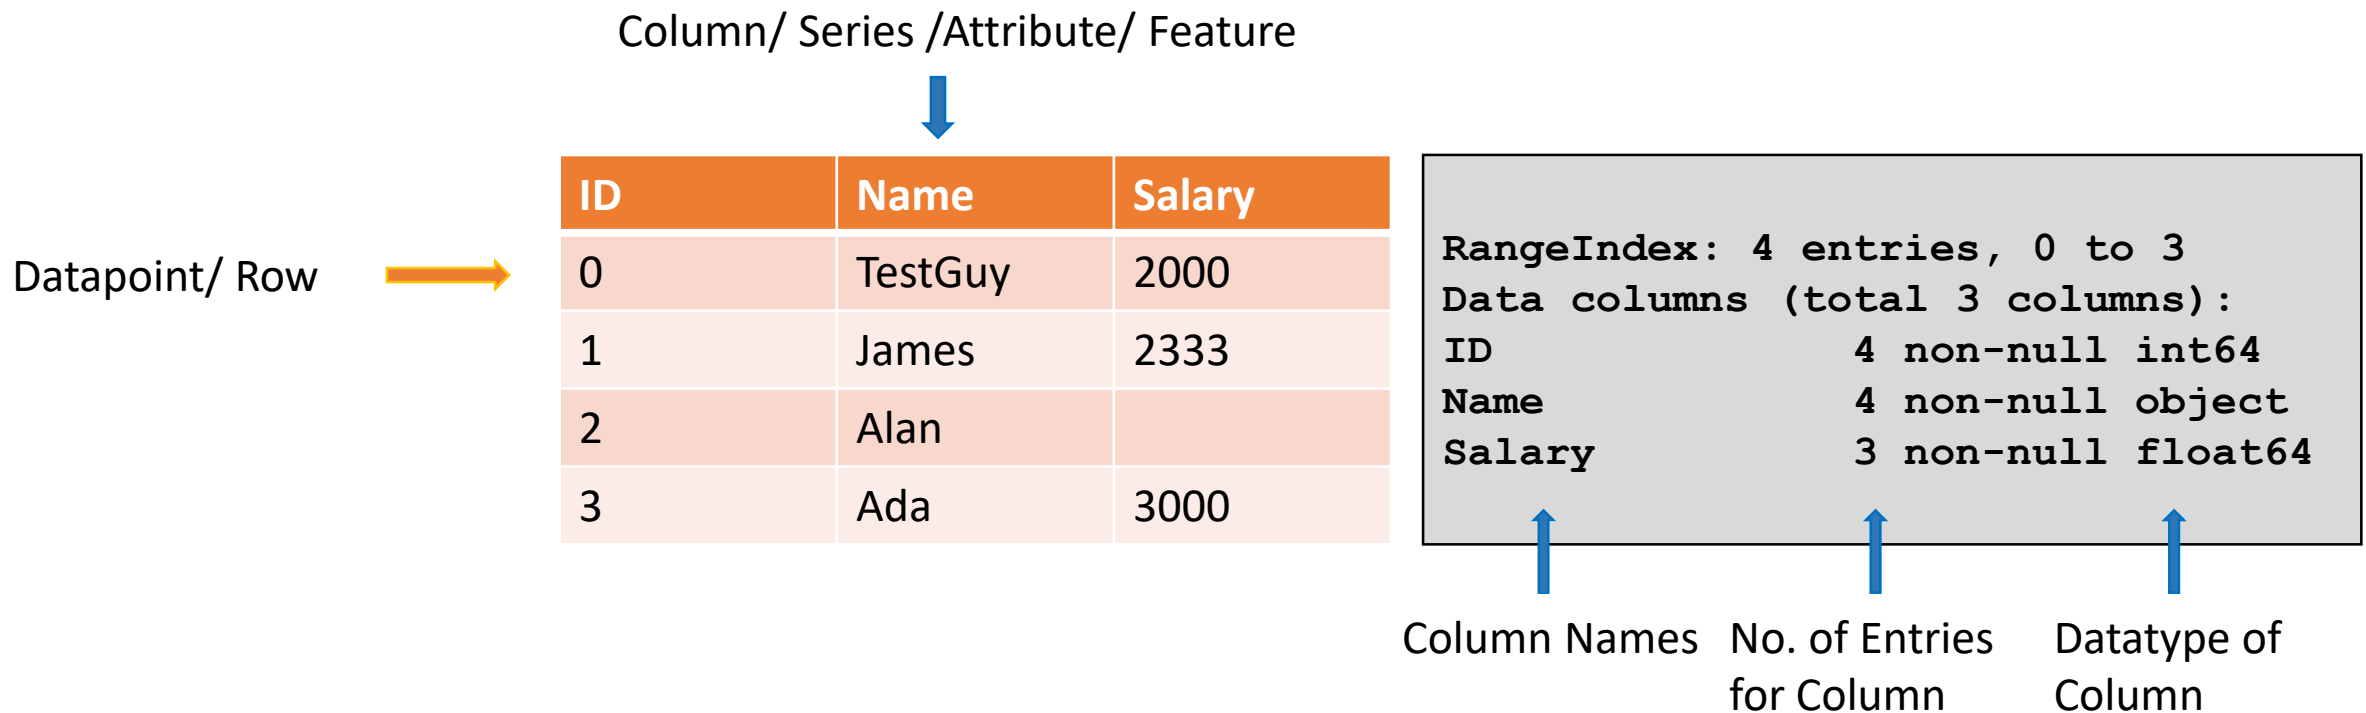 Column/ Series /Attribute/ Feature
Datapoint/ Row
ID Name Salary
0 TestGuy 2000
1 James 2333
2 Alan
3 Ada 3000
RangeIndex: 4 entries, 0 to 3
Data columns (total 3 columns):
ID 4 non-null int64
Name 4 non-null object
Salary 3 non-null float64
Column Names
No. of Entries
for Column
Datatype of
Column